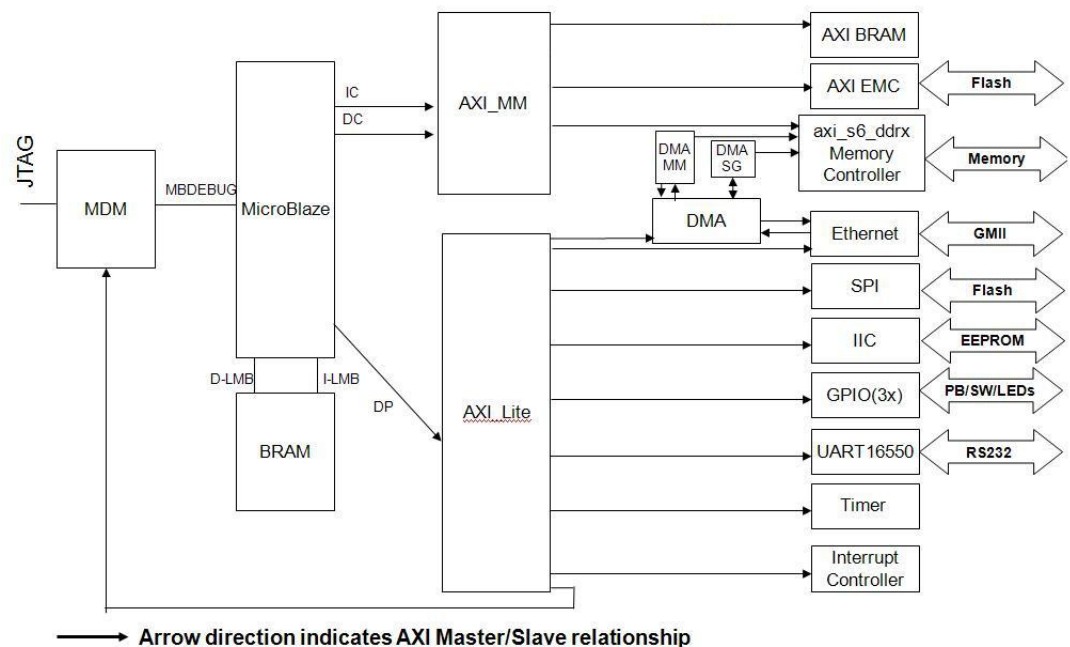 JTAG
MDM
MBDEBUG
MicroBlaze
IC
DC
D-LMB
I-LMB
BRAM
DP
AXI_MM
AXI_Lite
DMA
MM
DMA
SG
DMA
AXI BRAM
AXI EMC
Flash
axi_s6_ddrx
Memory
Controller
Memory
Ethernet
GMII
SPI
Flash
IIC
EEPROM
GPIO(3x)
PB/SW/LEDs
UART16550
RS232
Timer
Interrupt
Controller
Arrow direction indicates AXI Master/Slave relationship